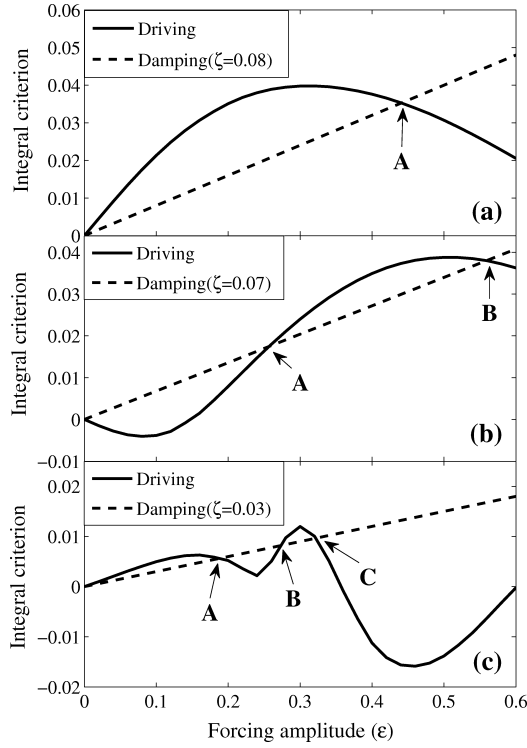 0.06
0.05
0.04
0.03
0.02
0.01
0
Integral criterion
Driving
Damping(ζ=0.08)
A
(a)
0.04
0.03
0.02
0.01
0
−0.01
Integral criterion
Driving
Damping(ζ=0.07)
A
B
(b)
0.02
0.01
0.00
−0.01
−0.02
Integral criterion
Driving
Damping(ζ=0.03)
A
B
C
(c)
0 0.1 0.2 0.3 0.4 0.5 0.6
Forcing amplitude (ε)